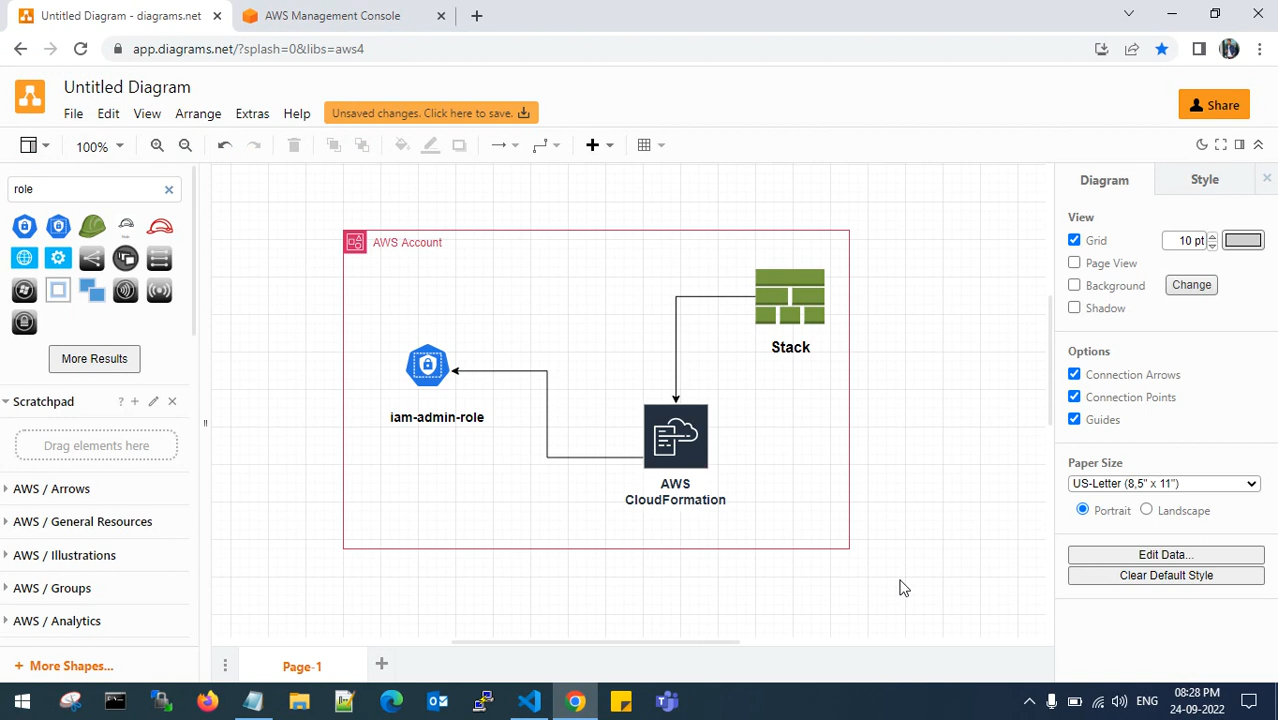 Untitled Diagram - diagrams.net
AWS Management Console
app.diagrams.net/?splash=0&libs=aws4
Untitled Diagram
File Edit View Arrange Extras Help
Unsaved changes. Click here to save.
Share
100%
role
More Results
Scratchpad
Drag elements here
AWS / Arrows
AWS / General Resources
AWS / Illustrations
AWS / Groups
AWS / Analytics
+ More Shapes...
AWS Account
Stack
iam-admin-role
AWS
CloudFormation
Page-1
Diagram Style
View
Grid 10 pt
Page View
Background Change
Shadow
Options
Connection Arrows
Connection Points
Guides
Paper Size
US-Letter (8,5" x 11")
Portrait Landscape
Edit Data...
Clear Default Style
ENG
08:28 PM
24-09-2022